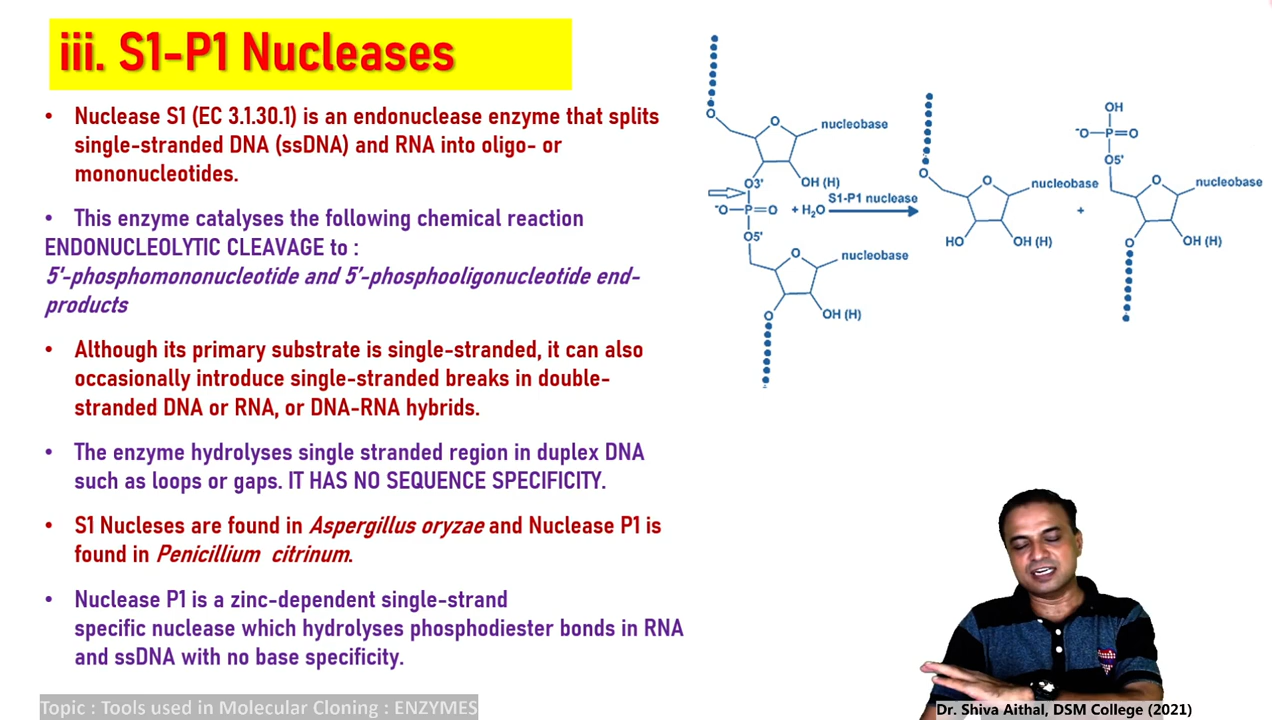 iii. S1-P1 Nucleases
• Nuclease S1 (EC 3.1.30.1) is an endonuclease enzyme that splits
single-stranded DNA (ssDNA) and RNA into oligo- or
mononucleotides.
• This enzyme catalyses the following chemical reaction
ENDONUCLEOLYTIC CLEAVAGE to :
5'-phosphomononucleotide and 5'-phosphooligonucleotide end-
products
• Although its primary substrate is single-stranded, it can also
occasionally introduce single-stranded breaks in double-
stranded DNA or RNA, or DNA-RNA hybrids.
• The enzyme hydrolyses single stranded region in duplex DNA
such as loops or gaps. IT HAS NO SEQUENCE SPECIFICITY.
• S1 Nucleses are found in Aspergillus oryzae and Nuclease P1 is
found in Penicillium citrinum.
• Nuclease P1 is a zinc-dependent single-strand
specific nuclease which hydrolyses phosphodiester bonds in RNA
and ssDNA with no base specificity.
O
O
nucleobase
O3'
OH (H)
⁻O
P
O
O5'
O
nucleobase
O
OH (H)
+ H₂O
S1-P1 nuclease
O
O
nucleobase
HO
OH (H)
+
OH
⁻O
P
O
O5'
O
nucleobase
O
OH (H)
Topic : Tools used in Molecular Cloning : ENZYMES
Dr. Shiva Aithal, DSM College (2021)